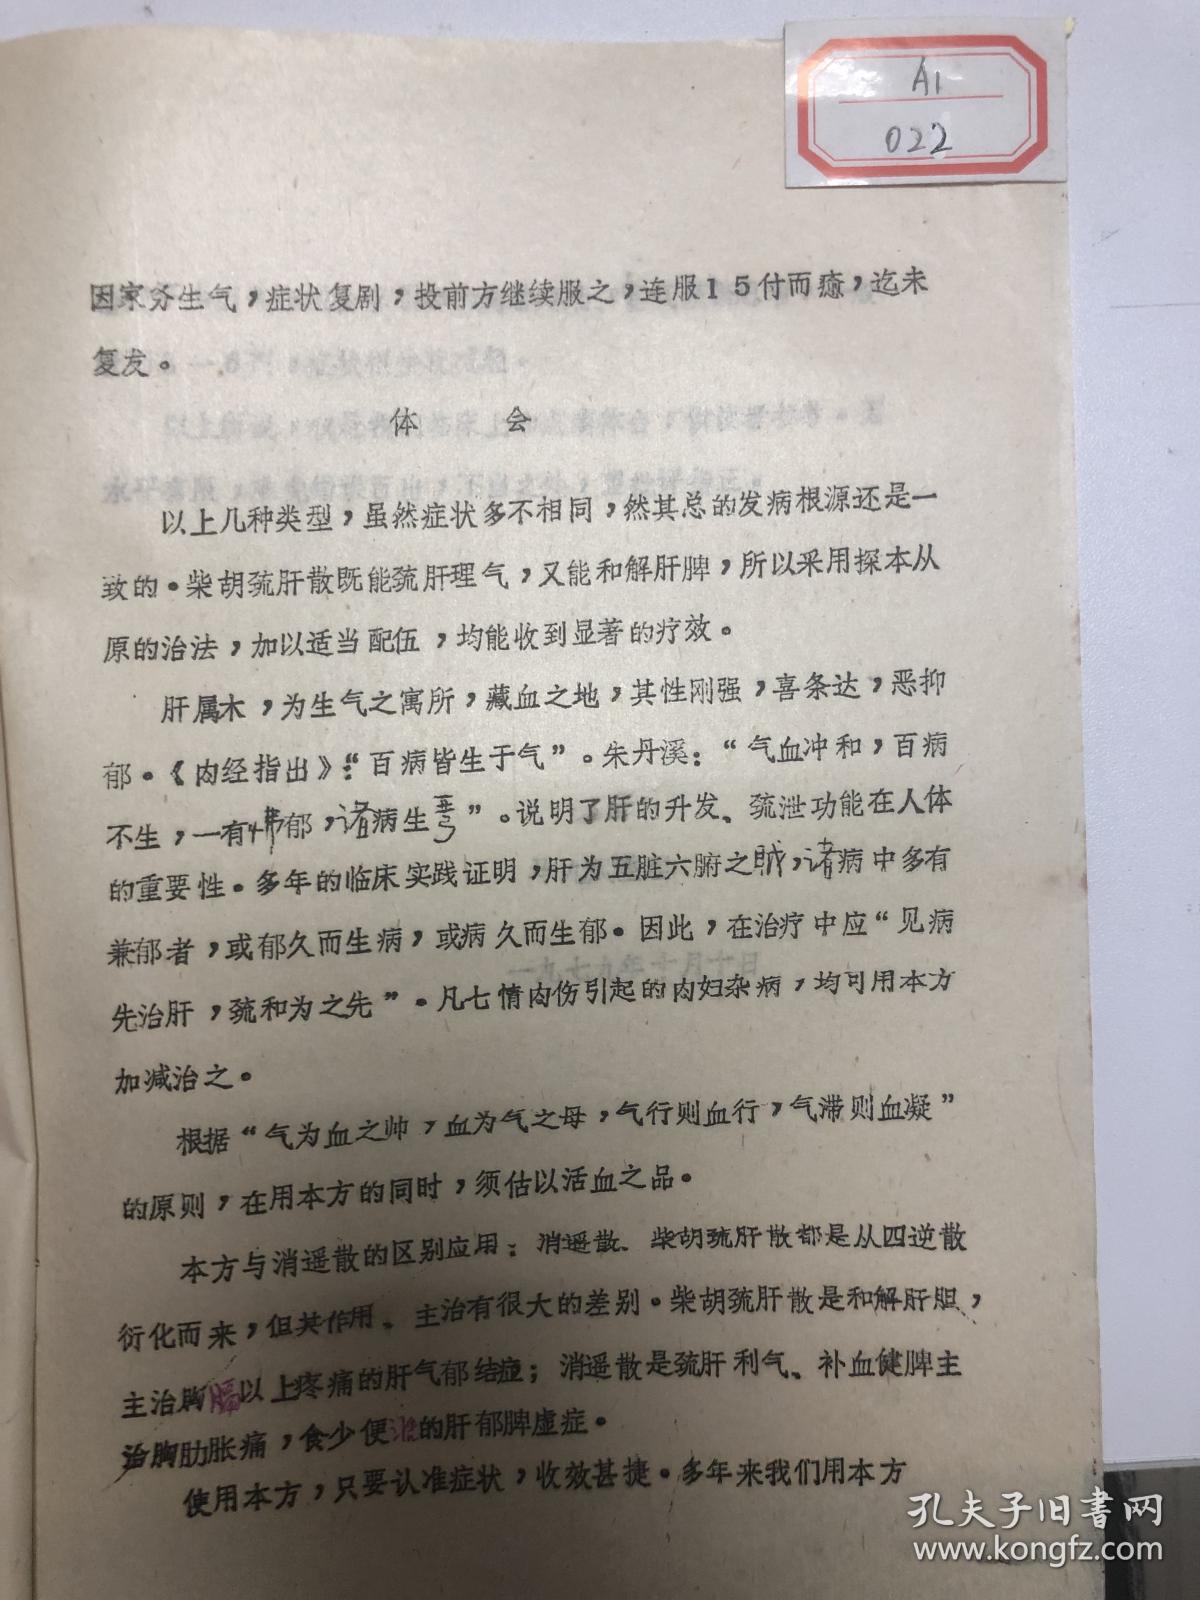 A1
022
因家务生气，症状复剧，投前方继续服之，连服15付而癒，迄未
复发。
体会
以上几种类型，虽然症状多不相同，然其总的发病根源还是一
致的。柴胡疏肝散既能疏肝理气，又能和解肝脾，所以采用探本从
原的治法，加以适当配伍，均能收到显著的疗效。
肝属木，为生气之寓所，藏血之地，其性刚强，喜条达，恶抑
郁。《内经指出》：“百病皆生于气”。朱丹溪：“气血冲和，百病
不生，一有怫郁，诸病生焉”。说明了肝的升发、疏泄功能在人体
的重要性。多年的临床实践证明，肝为五脏六腑之贼，诸病中多有
兼郁者，或郁久而生病，或病久而生郁。因此，在治疗中应“见病
先治肝，疏和为之先”。凡七情内伤引起的内妇杂病，均可用本方
加减治之。
根据“气为血之帅，血为气之母，气行则血行，气滞则血凝”
的原则，在用本方的同时，须估以活血之品。
本方与消遥散的区别应用：消遥散、柴胡疏肝散都是从四逆散
衍化而来，但其作用、主治有很大的差别。柴胡疏肝散是和解肝胆，
主治胸膈以上疼痛的肝气郁结症；消遥散是疏肝利气、补血健脾主
治胸肋胀痛，食少便的肝郁脾虚症。
使用本方，只要认准症状，收效甚捷。多年来我们用本方
一九七九年十月十日
孔夫子旧书网
www.kongfz.com